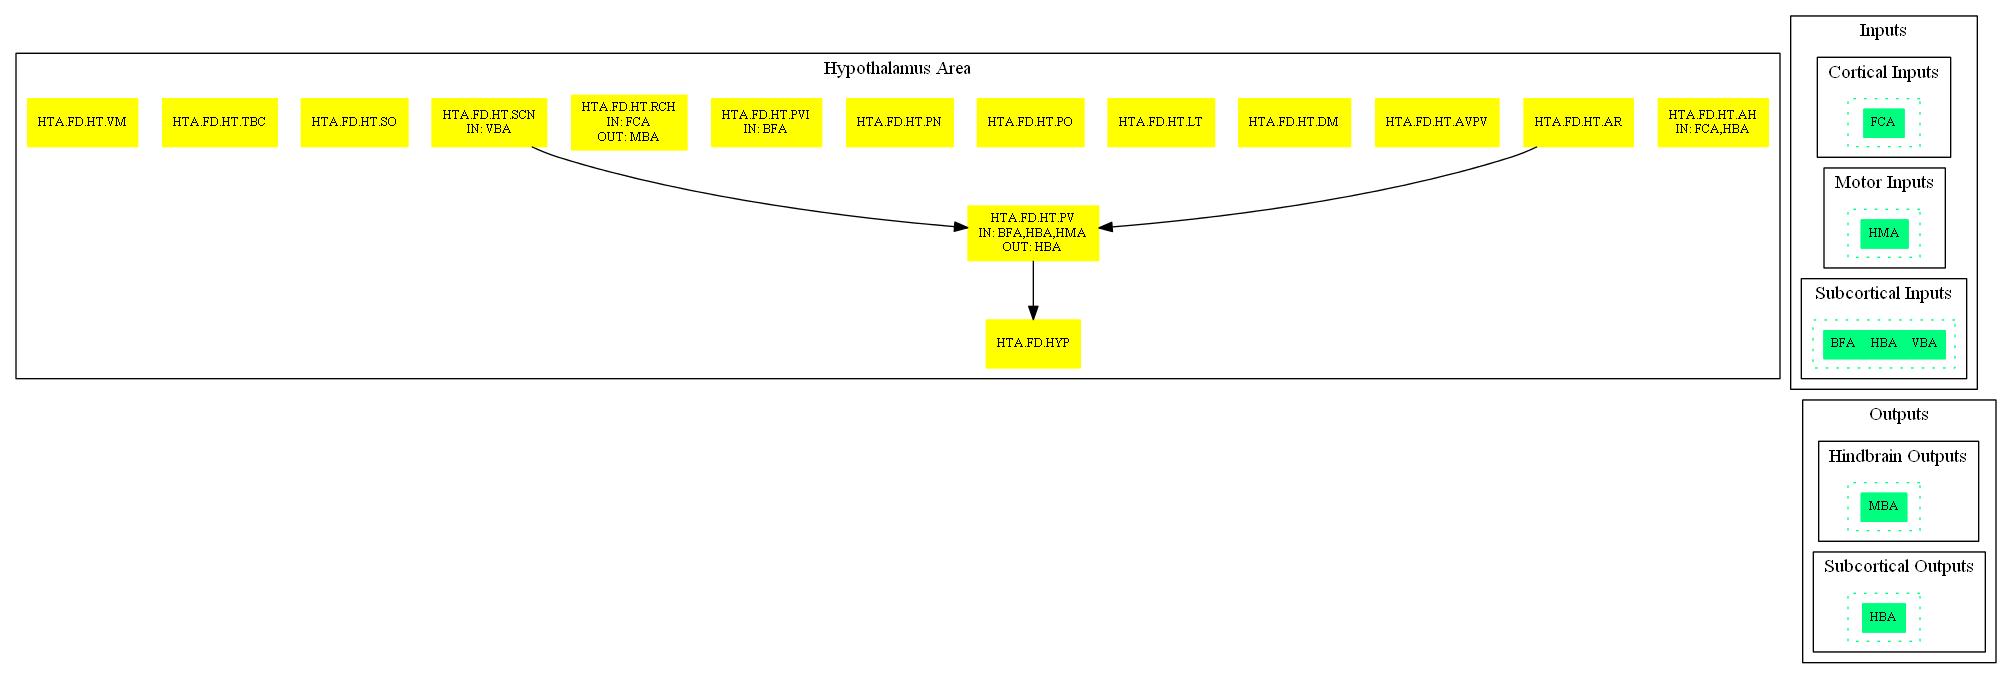 Hypothalamus Area
HTA.FD.HT.VM
HTA.FD.HT.TBC
HTA.FD.HT.SO
HTA.FD.HT.SCN
IN: VBA
HTA.FD.HT.RCH
IN: FCA
OUT: MBA
HTA.FD.HT.PVI
IN: BFA
HTA.FD.HT.PN
HTA.FD.HT.PO
HTA.FD.HT.LT
HTA.FD.HT.DM
HTA.FD.HT.AVPV
HTA.FD.HT.AR
HTA.FD.HT.AH
IN: FCA,HBA
HTA.FD.HT.PV
IN: BFA,HBA,HMA
OUT: HBA
HTA.FD.HYP
Inputs
Cortical Inputs
FCA
Motor Inputs
HMA
Subcortical Inputs
BFA HBA VBA
Outputs
Hindbrain Outputs
MBA
Subcortical Outputs
HBA